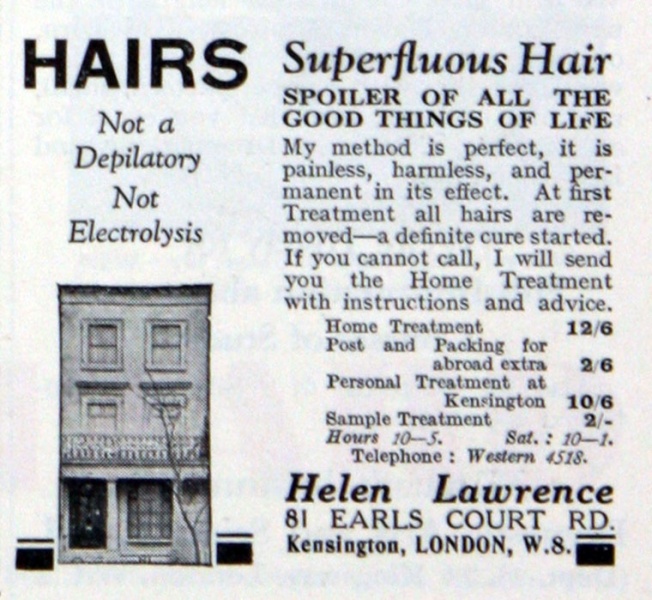 HAIRS
Not a
Depilatory
Not
Electrolysis
Superfluous Hair
SPOILER OF ALL THE
GOOD THINGS OF LIFE
My method is perfect, it is
painless, harmless, and per-
manent in its effect. At first
Treatment all hairs are re-
moved—a definite cure started.
If you cannot call, I will send
you the Home Treatment
with instructions and advice.
Home Treatment 12/6
Post and Packing for
abroad extra 2/6
Personal Treatment at
Kensington 10/6
Sample Treatment 2/-
Hours 10—5. Sat.: 10—1.
Telephone: Western 4518.
Helen Lawrence
81 EARLS COURT RD.
Kensington, LONDON, W.8.